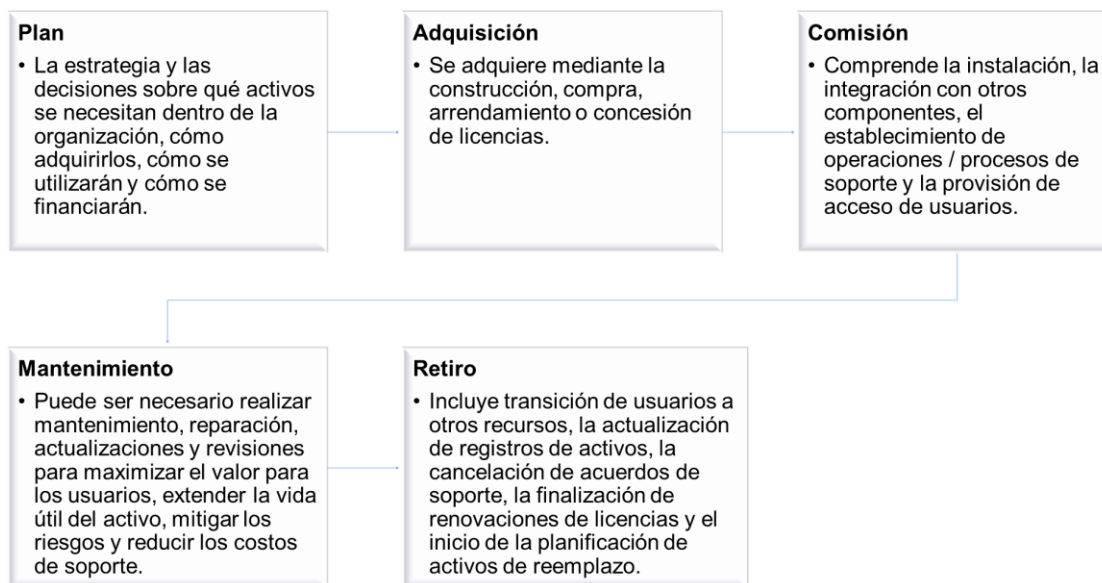 Plan
• La estrategia y las
decisiones sobre qué activos
se necesitan dentro de la
organización, cómo
adquirirlos, cómo se
utilizarán y cómo se
financiarán.
Adquisición
• Se adquiere mediante la
construcción, compra,
arrendamiento o concesión
de licencias.
Comisión
• Comprende la instalación, la
integración con otros
componentes, el
establecimiento de
operaciones / procesos de
soporte y la provisión de
acceso de usuarios.
Mantenimiento
• Puede ser necesario realizar
mantenimiento, reparación,
actualizaciones y revisiones
para maximizar el valor para
los usuarios, extender la vida
útil del activo, mitigar los
riesgos y reducir los costos
de soporte.
Retiro
• Incluye transición de usuarios a
otros recursos, la actualización
de registros de activos, la
cancelación de acuerdos de
soporte, la finalización de
renovaciones de licencias y el
inicio de la planificación de
activos de reemplazo.